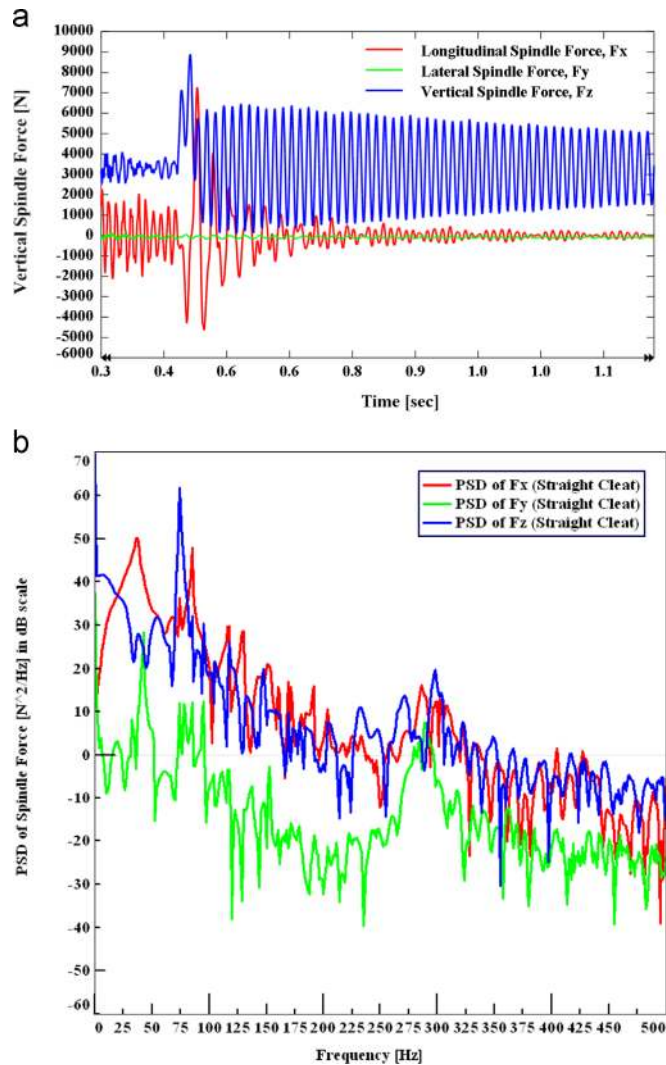 a
10000
9000
8000
7000
6000
5000
4000
3000
2000
1000
0
-1000
-2000
-3000
-4000
-5000
-6000
Vertical Spindle Force [N]
Longitudinal Spindle Force, Fx
Lateral Spindle Force, Fy
Vertical Spindle Force, Fz
0.3 0.4 0.6 0.6 0.8 0.8 1.0 1.0 1.1
Time [sec]
b
70
60
50
40
30
20
10
0
-10
-20
-30
-40
-50
-60
PSD of Spindle Force [N^2/Hz] in dB scale
PSD of Fx (Straight Cleat)
PSD of Fy (Straight Cleat)
PSD of Fz (Straight Cleat)
0 25 50 75 100 125 150 175 200 225 250 275 300 325 350 375 400 425 450 475 500
Frequency [Hz]